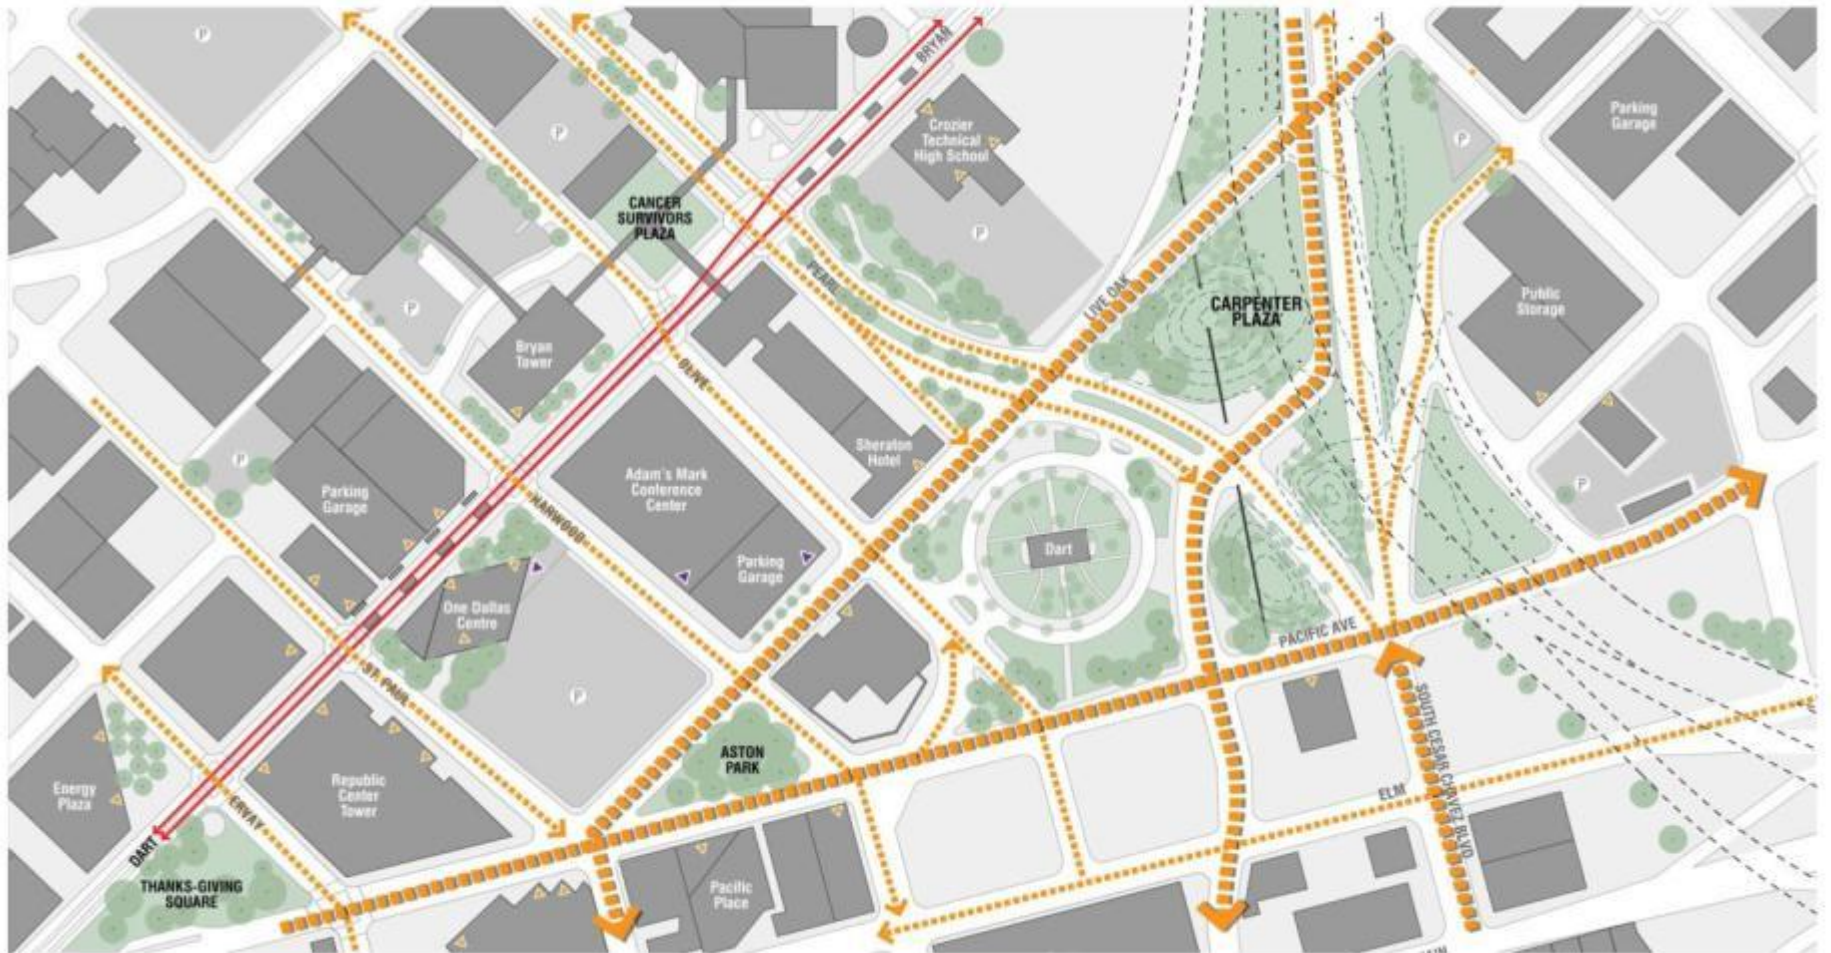 P
BRYAN
Crozier
Technical
High School
Parking
Garage
P
P
CANCER
SURVIVORS
PLAZA
P
PEARL
LIVE OAK
CARPENTER
PLAZA
Public
Storage
P
Bryan
Tower
OLIVE
Sheraton
Hotel
P
Parking
Garage
Adam's Mark
Conference
Center
HARWOOD
P
Dart
Parking
Garage
One Dallas
Centre
PACIFIC AVE
ST. PAUL
P
SOUTH CESAR CHAVEZ BLVD.
ASTON
PARK
Energy
Plaza
Republic
Center
Tower
ERVAY
ELM
DART
THANKS-GIVING
SQUARE
Pacific
Place